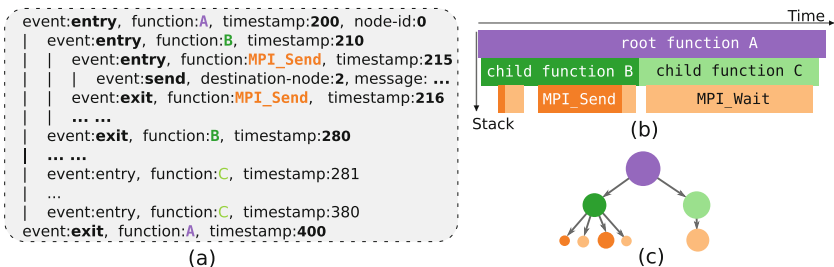 event:entry, function:A, timestamp:200, node-id:0
| event:entry, function:B, timestamp:210
| | event:entry, function:MPI_Send, timestamp:215
| | | event:send, destination-node:2, message: ...
| | event:exit, function:MPI_Send, timestamp:216
| | ... ...
| event:exit, function:B, timestamp:280
| ... ...
| event:entry, function:C, timestamp:281
| ...
| event:entry, function:C, timestamp:380
event:exit, function:A, timestamp:400
(a)
Time
root function A
child function B child function C
MPI_Send MPI_Wait
Stack
(b)
(c)